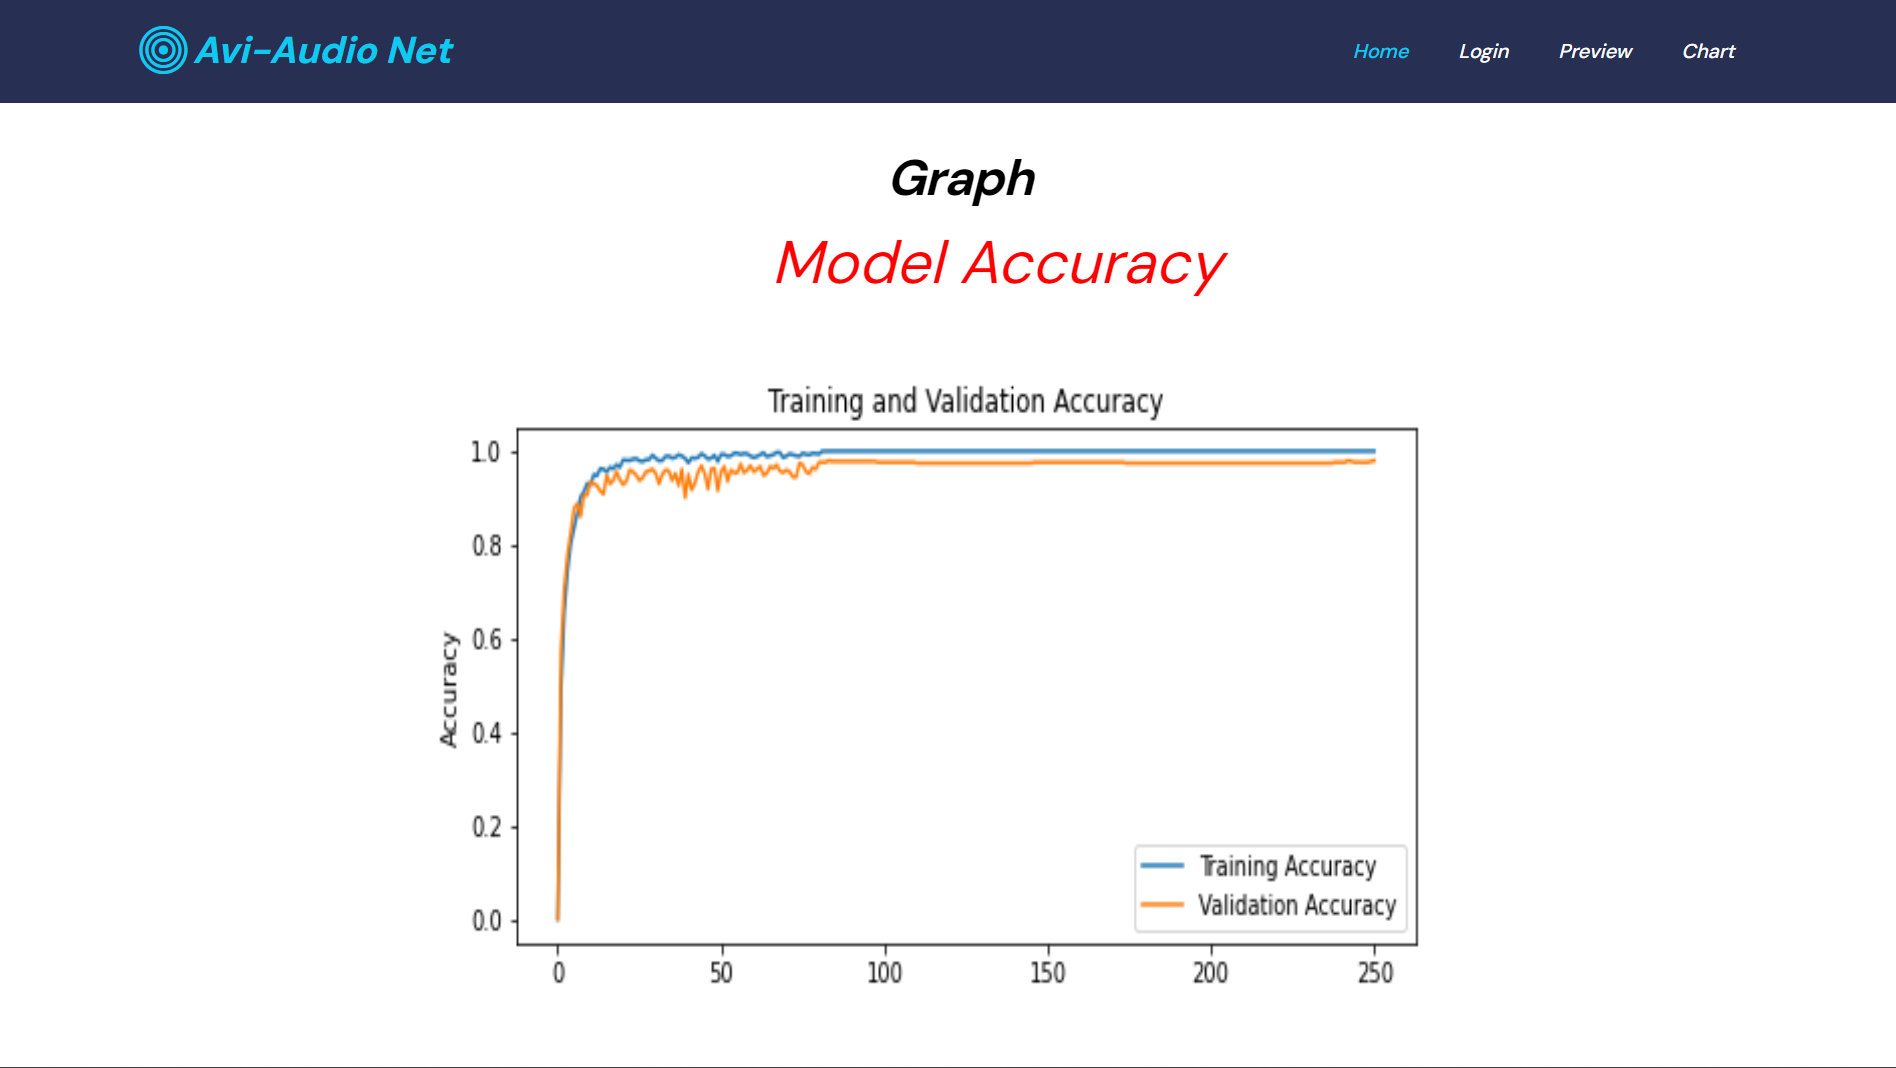 Avi-Audio Net
Home Login Preview Chart
Graph
Model Accuracy
Training and Validation Accuracy
Accuracy
1.0
0.8
0.6
0.4
0.2
0.0
Training Accuracy
Validation Accuracy
0 50 100 150 200 250